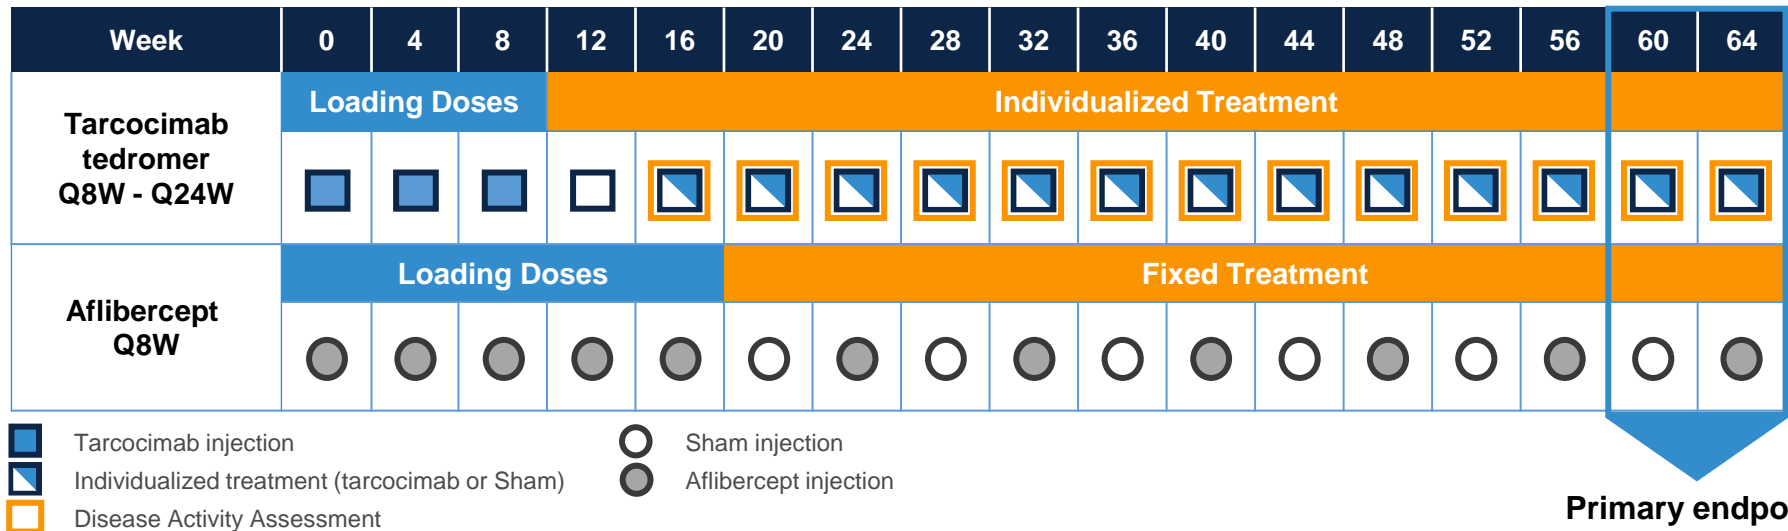 Week 0 4 8 12 16 20 24 28 32 36 40 44 48 52 56 60 64
Loading Doses Individualized Treatment
Tarcocimab
tedromer
Q8W - Q24W
Loading Doses Fixed Treatment
Aflibercept
Q8W
Tarcocimab injection Sham injection
Individualized treatment (tarcocimab or Sham) Aflibercept injection
Disease Activity Assessment
Primary endpo